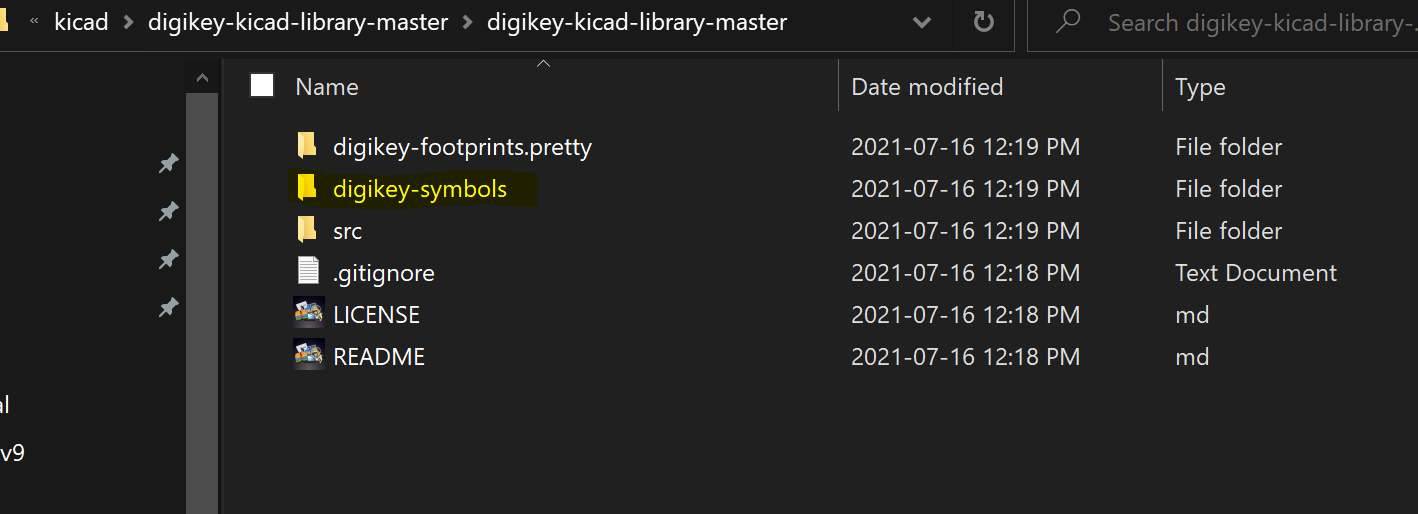 « kicad > digikey-kicad-library-master > digikey-kicad-library-master Search digikey-kicad-library-...
Name Date modified Type
digikey-footprints.pretty 2021-07-16 12:19 PM File folder
digikey-symbols 2021-07-16 12:19 PM File folder
src 2021-07-16 12:19 PM File folder
.gitignore 2021-07-16 12:18 PM Text Document
LICENSE 2021-07-16 12:18 PM md
README 2021-07-16 12:18 PM md
al
v9